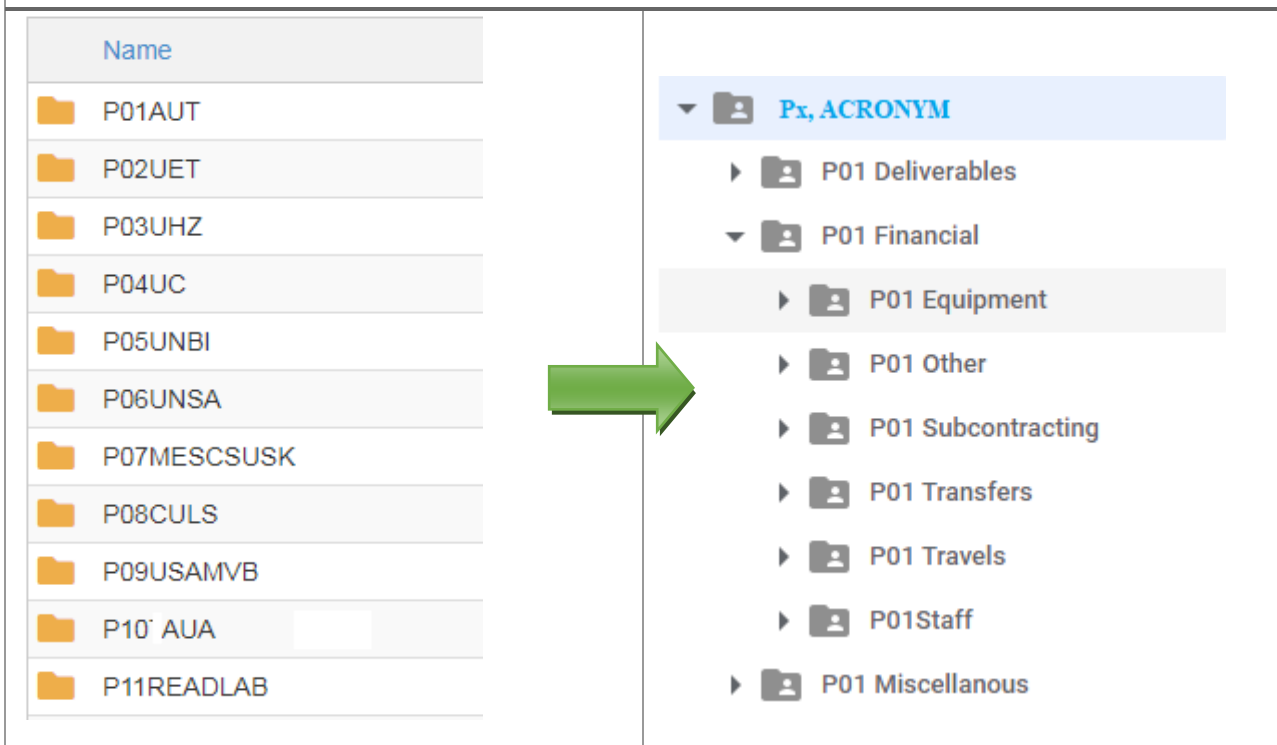 Name
P01AUT
P02UET
P03UHZ
P04UC
P05UNBI
P06UNSA
P07MESCSUSK
P08CULS
P09USAMVB
P10' AUA
P11READLAB
Px, ACRONYM
P01 Deliverables
P01 Financial
P01 Equipment
P01 Other
P01 Subcontracting
P01 Transfers
P01 Travels
P01Staff
P01 Miscellanous